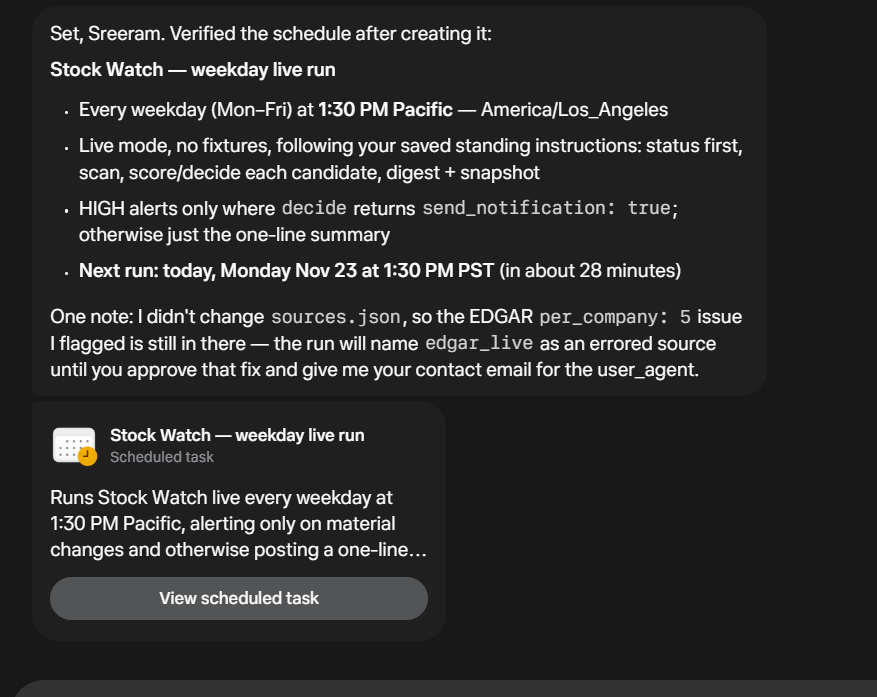 Set, Sreeram. Verified the schedule after creating it:
Stock Watch — weekday live run
• Every weekday (Mon–Fri) at 1:30 PM Pacific — America/Los_Angeles
• Live mode, no fixtures, following your saved standing instructions: status first,
scan, score/decide each candidate, digest + snapshot
• HIGH alerts only where decide returns send_notification: true;
otherwise just the one-line summary
• Next run: today, Monday Nov 23 at 1:30 PM PST (in about 28 minutes)
One note: I didn't change sources.json, so the EDGAR per_company: 5 issue
I flagged is still in there — the run will name edgar_live as an errored source
until you approve that fix and give me your contact email for the user_agent.
Stock Watch — weekday live run
Scheduled task
Runs Stock Watch live every weekday at
1:30 PM Pacific, alerting only on material
changes and otherwise posting a one-line...
View scheduled task